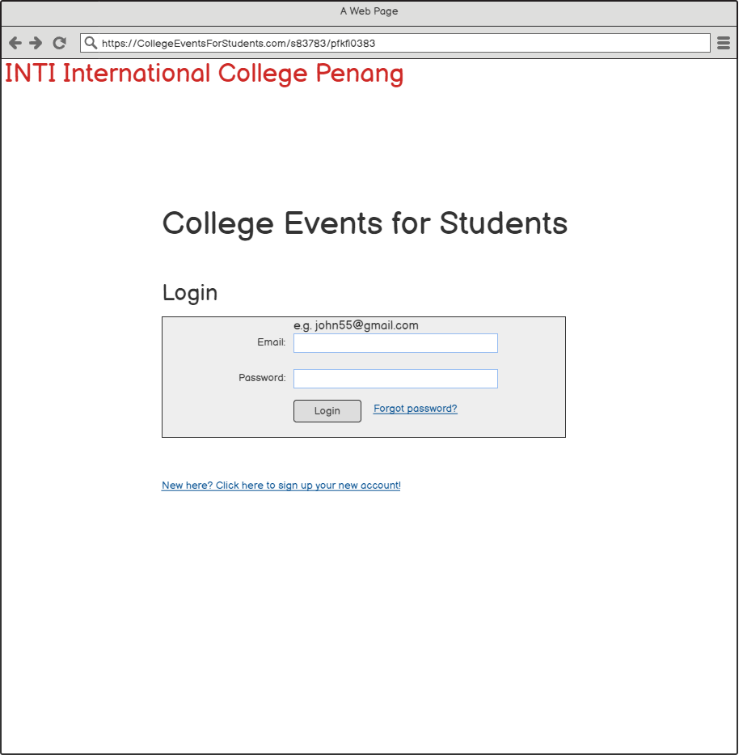 A Web Page
https://CollegeEventsForStudents.com/s83783/pfkfl0383
INTI International College Penang
College Events for Students
Login
e.g. john55@gmail.com
Email:
Password:
Login Forgot password?
New here? Click here to sign up your new account!